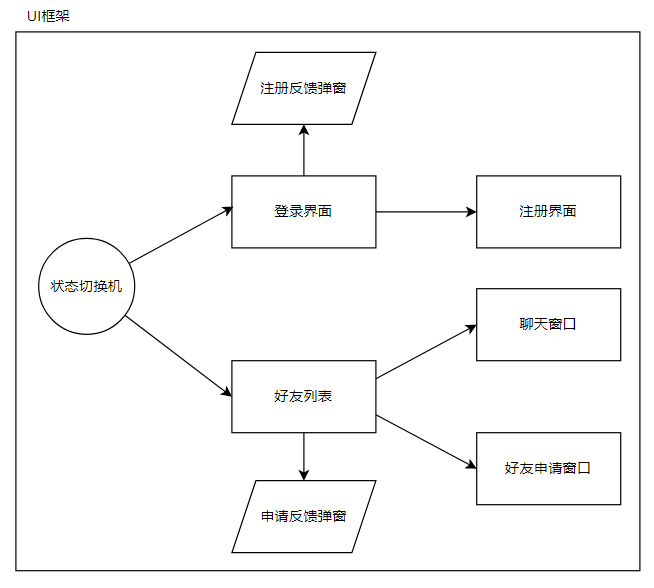 UI框架
注册反馈弹窗
登录界面
注册界面
状态切换机
聊天窗口
好友列表
好友申请窗口
申请反馈弹窗